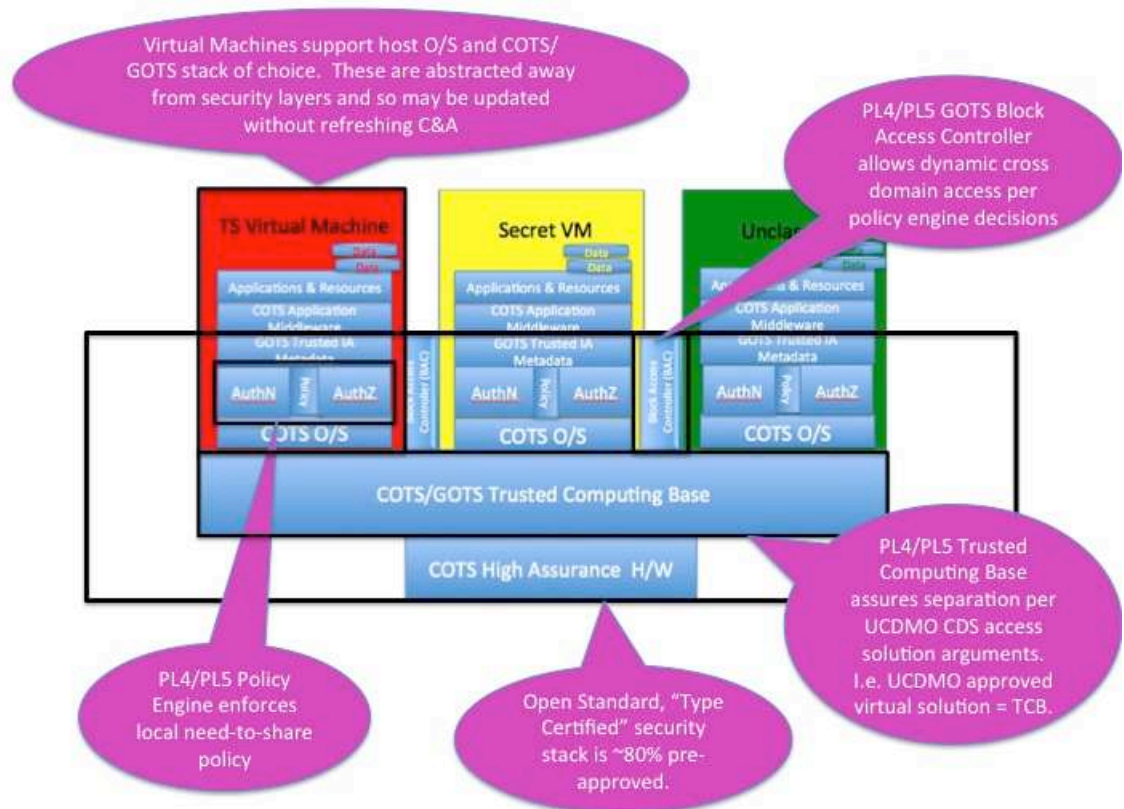 Virtual Machines support host O/S and COTS/
GOTS stack of choice.  These are abstracted away
from security layers and so may be updated
without refreshing C&A
PL4/PL5 GOTS Block
Access Controller
allows dynamic cross
domain access per
policy engine decisions
TS Virtual Machine
Data
Data
Applications & Resources
COTS Application
Middleware
GOTS Trusted IA
Metadata
AuthN
Policy
AuthZ
COTS O/S
Block Access
Controller (BAC)
Secret VM
Data
Data
Applications & Resources
COTS Application
Middleware
GOTS Trusted IA
Metadata
AuthN
Policy
AuthZ
COTS O/S
Block Access
Controller (BAC)
Unclas
Data
Data
Applications & Resources
COTS Application
Middleware
GOTS Trusted IA
Metadata
AuthN
Policy
AuthZ
COTS O/S
COTS/GOTS Trusted Computing Base
COTS High Assurance  H/W
PL4/PL5 Trusted
Computing Base
assures separation per
UCDMO CDS access
solution arguments.
I.e. UCDMO approved
virtual solution = TCB.
PL4/PL5 Policy
Engine enforces
local need-to-share
policy
Open Standard, “Type
Certified” security
stack is ~80% pre-
approved.